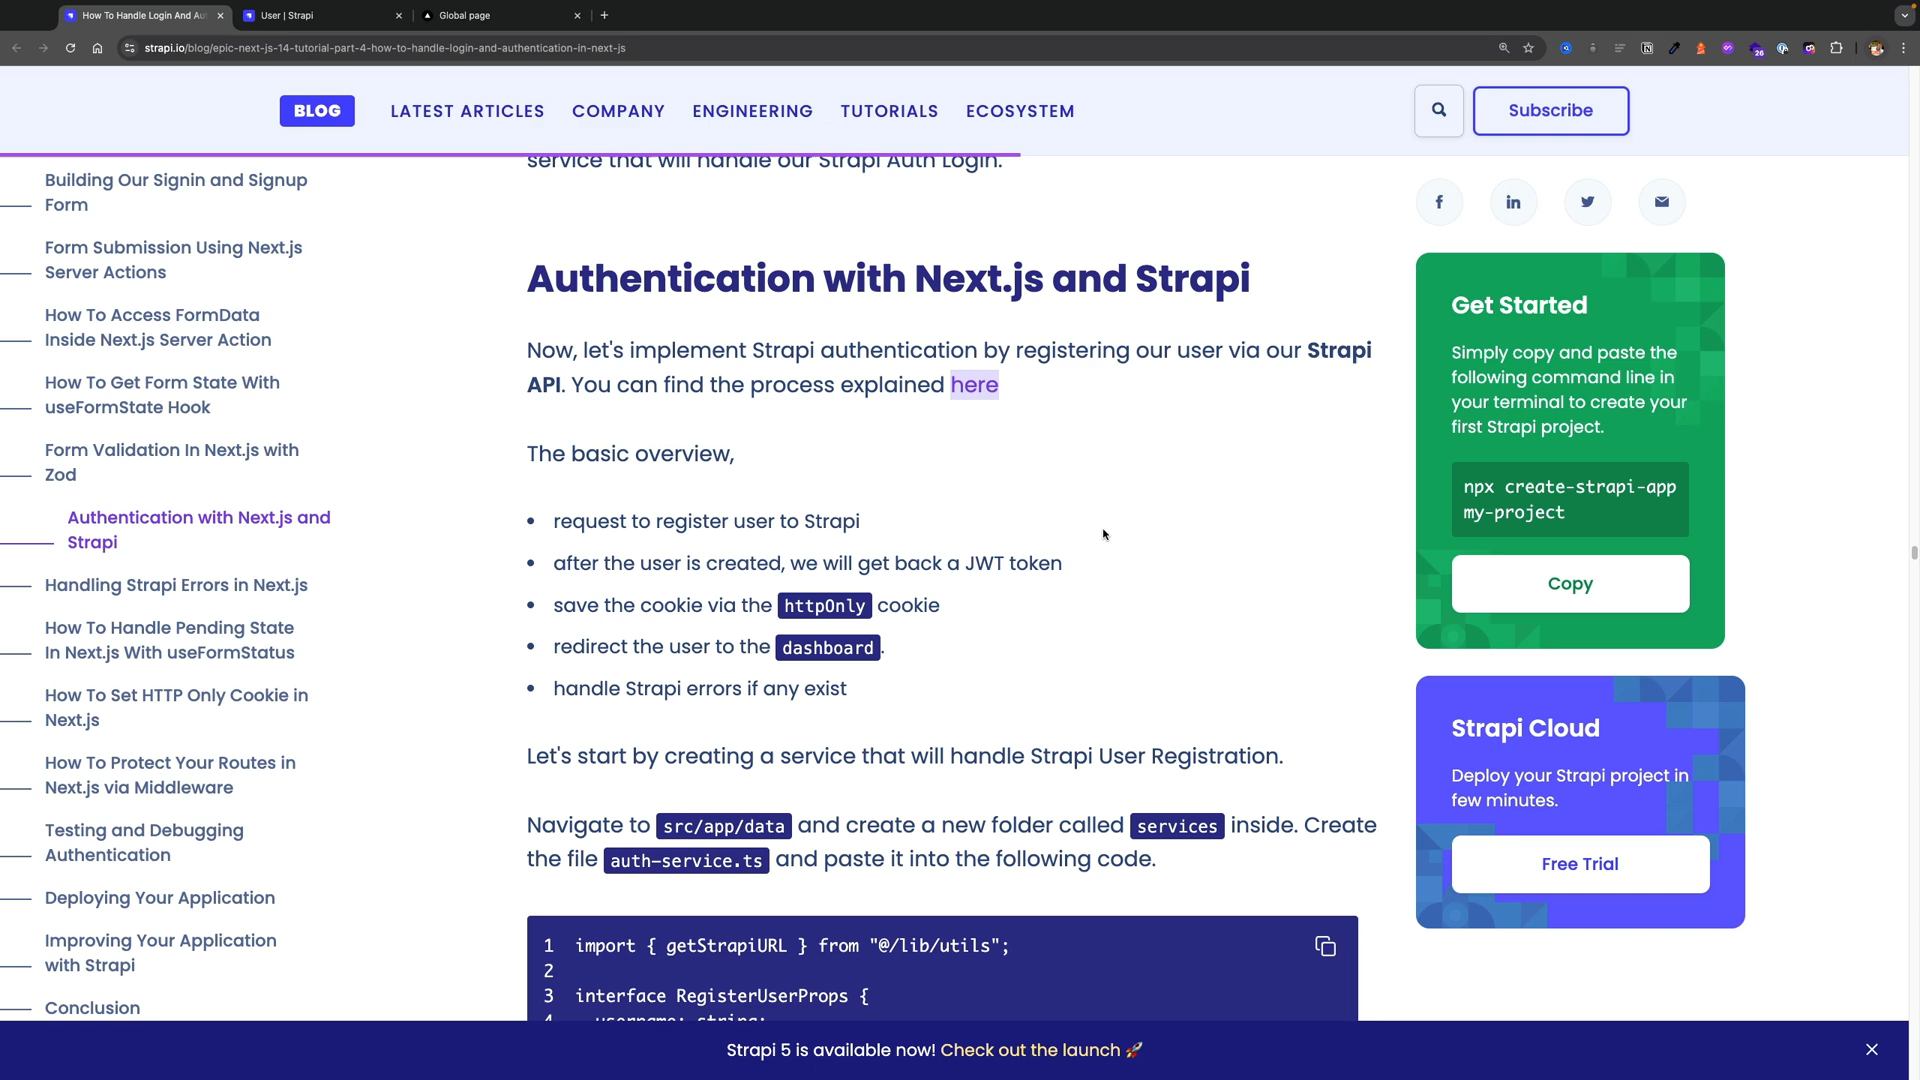 How To Handle Login And Au
User | Strapi
Global page
strapi.io/blog/epic-next-js-14-tutorial-part-4-how-to-handle-login-and-authentication-in-next-js
26
BLOG
LATEST ARTICLES
COMPANY
ENGINEERING
TUTORIALS
ECOSYSTEM
Subscribe
Building Our Signin and Signup
Form
Form Submission Using Next.js
Server Actions
How To Access FormData
Inside Next.js Server Action
How To Get Form State With
useFormState Hook
Form Validation In Next.js with
Zod
Authentication with Next.js and
Strapi
Handling Strapi Errors in Next.js
How To Handle Pending State
In Next.js With useFormStatus
How To Set HTTP Only Cookie in
Next.js
How To Protect Your Routes in
Next.js via Middleware
Testing and Debugging
Authentication
Deploying Your Application
Improving Your Application
with Strapi
Conclusion
service that will handle our Strapi Auth Login.
Authentication with Next.js and Strapi
Now, let's implement Strapi authentication by registering our user via our Strapi
API. You can find the process explained here
The basic overview,
• request to register user to Strapi
• after the user is created, we will get back a JWT token
• save the cookie via the httpOnly cookie
• redirect the user to the dashboard.
• handle Strapi errors if any exist
Let's start by creating a service that will handle Strapi User Registration.
Navigate to src/app/data and create a new folder called services inside. Create
the file auth-service.ts and paste it into the following code.
1 import { getStrapiURL } from "@/lib/utils";
2
3 interface RegisterUserProps {
4 username: string;
Get Started
Simply copy and paste the
following command line in
your terminal to create your
first Strapi project.
npx create-strapi-app
my-project
Copy
Strapi Cloud
Deploy your Strapi project in
few minutes.
Free Trial
Strapi 5 is available now! Check out the launch 🚀